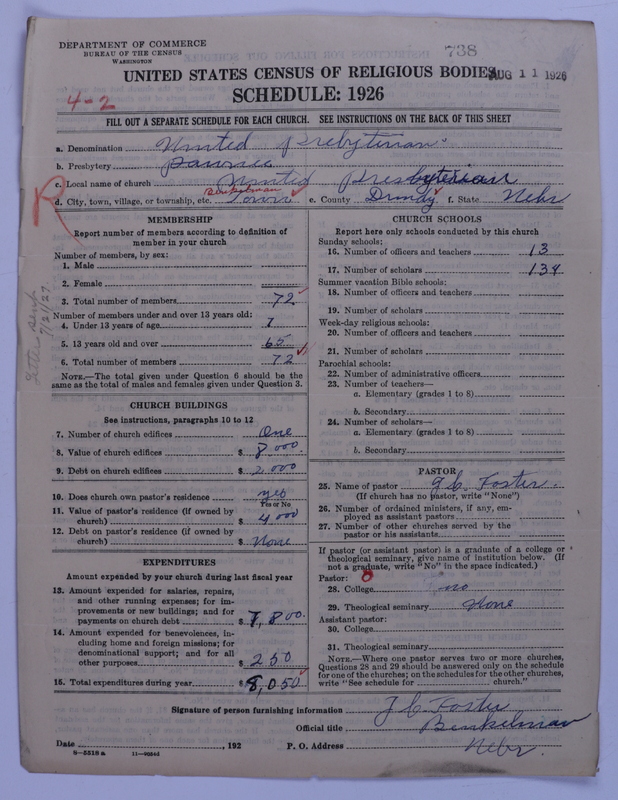 738
DEPARTMENT OF COMMERCE
BUREAU OF THE CENSUS
WASHINGTON
UNITED STATES CENSUS OF RELIGIOUS BODIES
AUG 11 1926
4-2
SCHEDULE: 1926
FILL OUT A SEPARATE SCHEDULE FOR EACH CHURCH. SEE INSTRUCTIONS ON THE BACK OF THIS SHEET
a. Denomination United Presbyterian
b. Presbytery Pawnee
c. Local name of church United Presbyterian
Benkelman
d. City, town, village, or township, etc. Town e. County Dundy f. State Nebr
R
MEMBERSHIP
Report number of members according to definition of member in your church
Number of members, by sex:
1. Male
2. Female
3. Total number of members 72
Number of members under and over 13 years old:
4. Under 13 years of age 7
5. 13 years old and over 65
6. Total number of members 72
NOTE.—The total given under Question 6 should be the same as the total of males and females given under Question 3.
7/21/27
CHURCH BUILDINGS
See instructions, paragraphs 10 to 12
7. Number of church edifices One
8. Value of church edifices $ 8000
9. Debt on church edifices $ 2000
10. Does church own pastor's residence yes
Yes or No
11. Value of pastor's residence (if owned by church) $ 4000
12. Debt on pastor's residence (if owned by church) $ None
EXPENDITURES
Amount expended by your church during last fiscal year
13. Amount expended for salaries, repairs, and other running expenses; for improvements or new buildings; and for payments on church debt $ 7,800
14. Amount expended for benevolences, including home and foreign missions; for denominational support; and for all other purposes $ 250
15. Total expenditures during year $ 8,050
CHURCH SCHOOLS
Report here only schools conducted by this church
Sunday schools:
16. Number of officers and teachers 13
17. Number of scholars 134
Summer vacation Bible schools:
18. Number of officers and teachers
19. Number of scholars
Week-day religious schools:
20. Number of officers and teachers
21. Number of scholars
Parochial schools:
22. Number of administrative officers
23. Number of teachers—
a. Elementary (grades 1 to 8)
b. Secondary
24. Number of scholars—
a. Elementary (grades 1 to 8)
b. Secondary
PASTOR
25. Name of pastor J. C. Foster
(If church has no pastor, write "None")
26. Number of ordained ministers, if any, employed as assistant pastors
27. Number of other churches served by the pastor or his assistants
If pastor (or assistant pastor) is a graduate of a college or theological seminary, give name of institution below. (If not a graduate, write "No" in the space indicated.)
Pastor:
28. College no
29. Theological seminary None
Assistant pastor:
30. College
31. Theological seminary
NOTE.—Where one pastor serves two or more churches, Questions 28 and 29 should be answered only on the schedule for one of the churches; on the schedules for the other churches, write "See schedule for ........ church."
Signature of person furnishing information J C Foster
Official title Benkelman
Date , 192 P. O. Address Nebr.
8-5318 a